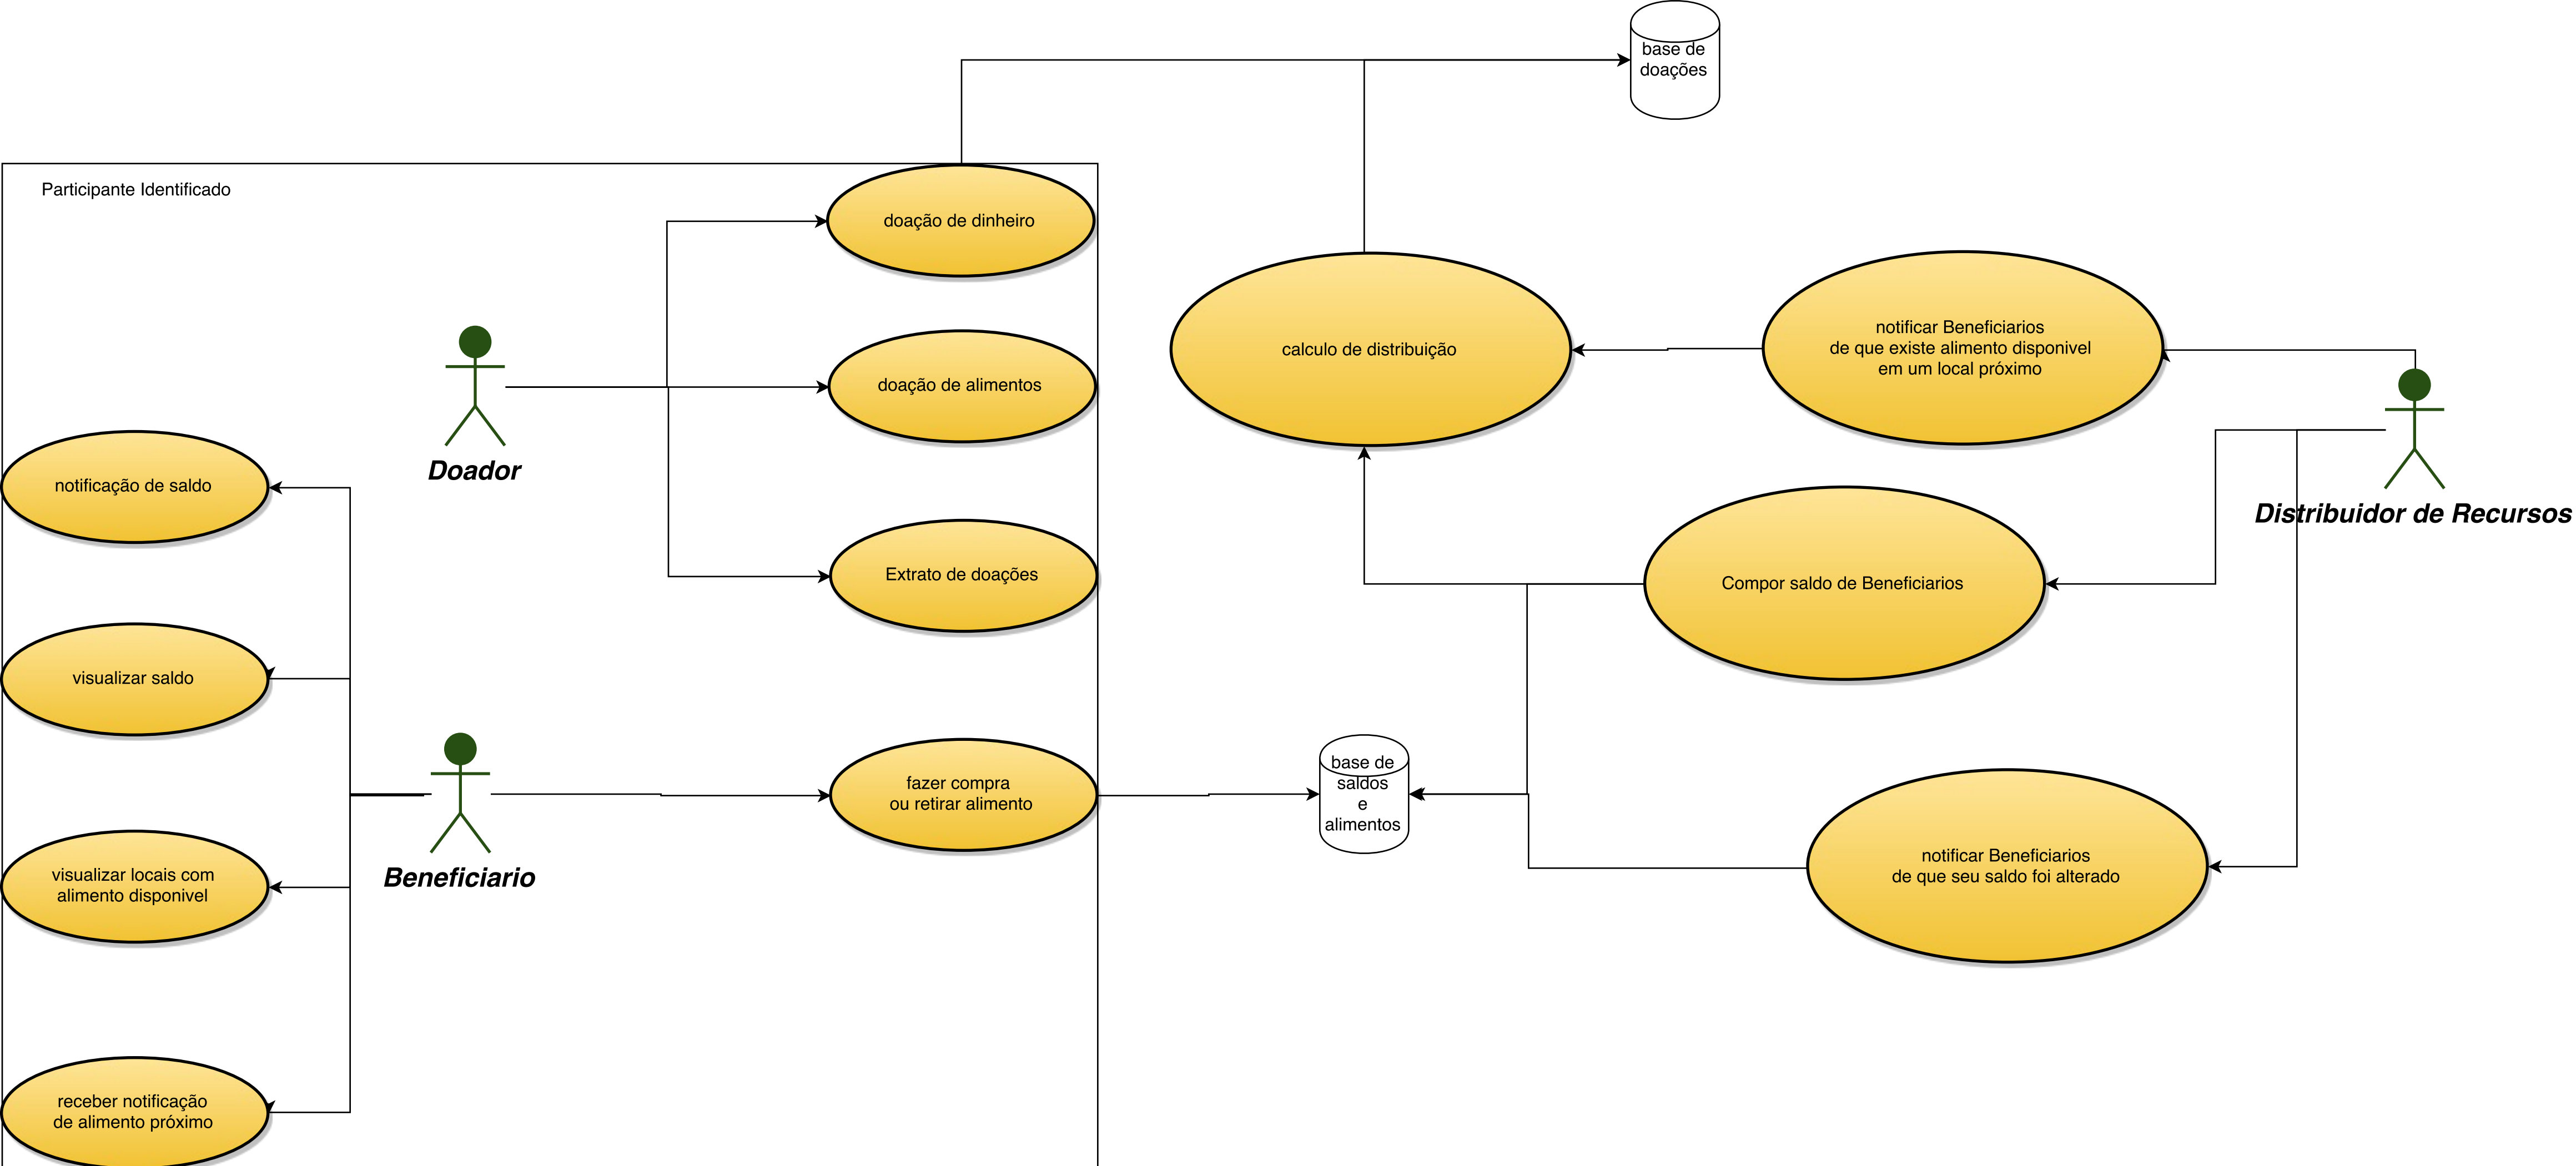 base de
doações
Participante Identificado
doação de dinheiro
notificar Beneficiarios
de que existe alimento disponivel
em um local próximo
calculo de distribuição
doação de alimentos
Doador
notificação de saldo
Distribuidor de Recursos
Extrato de doações
Compor saldo de Beneficiarios
visualizar saldo
base de
saldos
e
alimentos
fazer compra
ou retirar alimento
Beneficiario
notificar Beneficiarios
de que seu saldo foi alterado
visualizar locais com
alimento disponivel
receber notificação
de alimento próximo